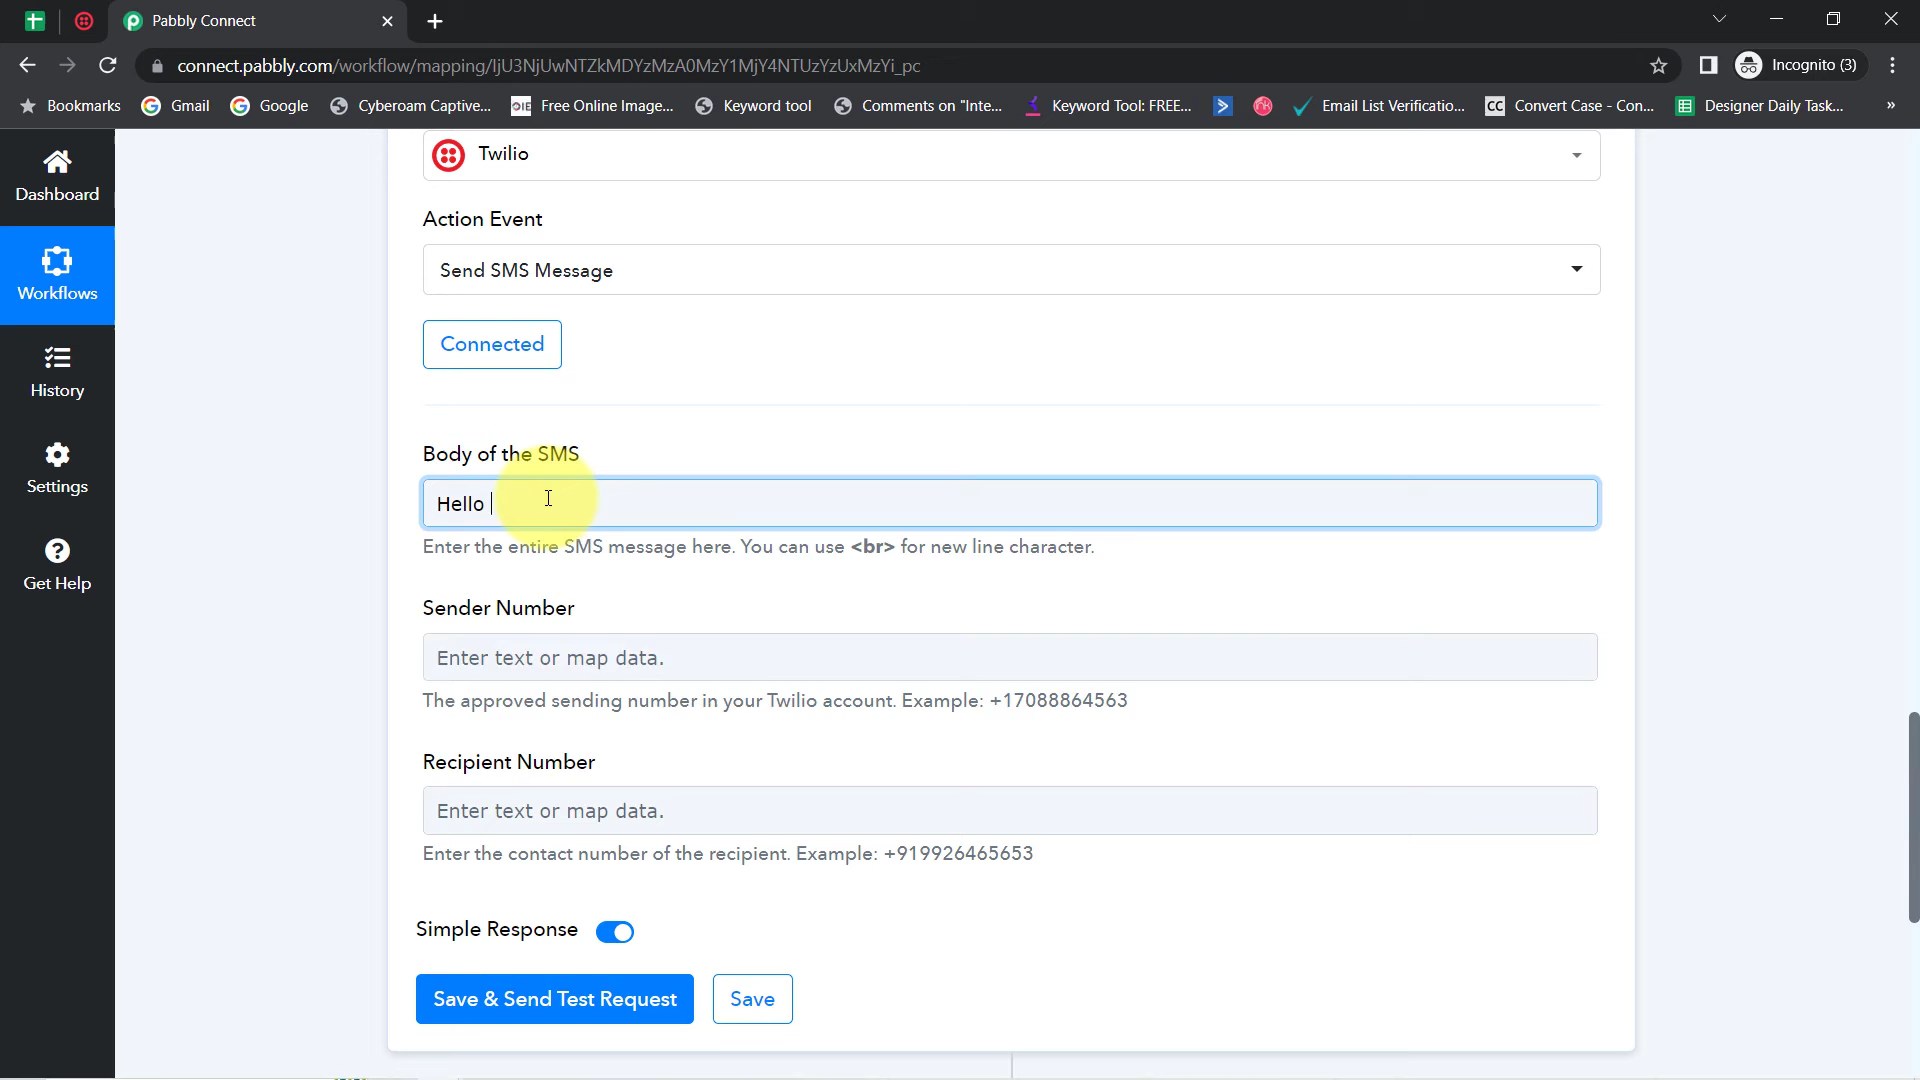 Pabbly Connect
connect.pabbly.com/workflow/mapping/IjU3NjUwNTZkMDYzMzA0MzY1MjY4NTUzYzUxMzYi_pc
Incognito (3)
Bookmarks
Gmail
Google
Cyberoam Captive...
Free Online Image...
Keyword tool
Comments on "Inte...
Keyword Tool: FREE...
Email List Verificatio...
CC
Convert Case - Con...
Designer Daily Task...
»
Dashboard
Workflows
History
Settings
Get Help
Twilio
Action Event
Send SMS Message
Connected
Body of the SMS
Hello
Enter the entire SMS message here. You can use <br> for new line character.
Sender Number
Enter text or map data.
The approved sending number in your Twilio account. Example: +17088864563
Recipient Number
Enter text or map data.
Enter the contact number of the recipient. Example: +919926465653
Simple Response
Save & Send Test Request
Save